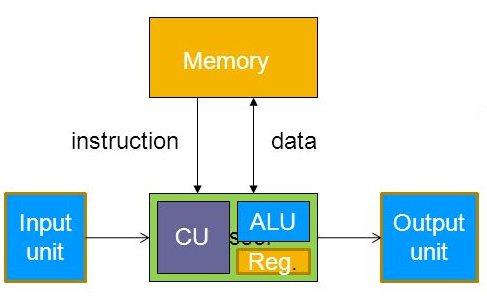 Memory
instruction
data
Input
unit
CU
ALU
Reg.
Output
unit